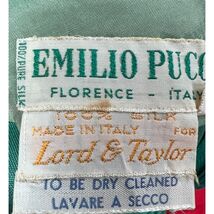 100/PURE SILK
EMILIO PUCC
FLORENCE - ITALY
100% SILK
MADE IN ITALY FOR
Lord & Taylor
TO BE DRY CLEANED
LAVARE A SECCO